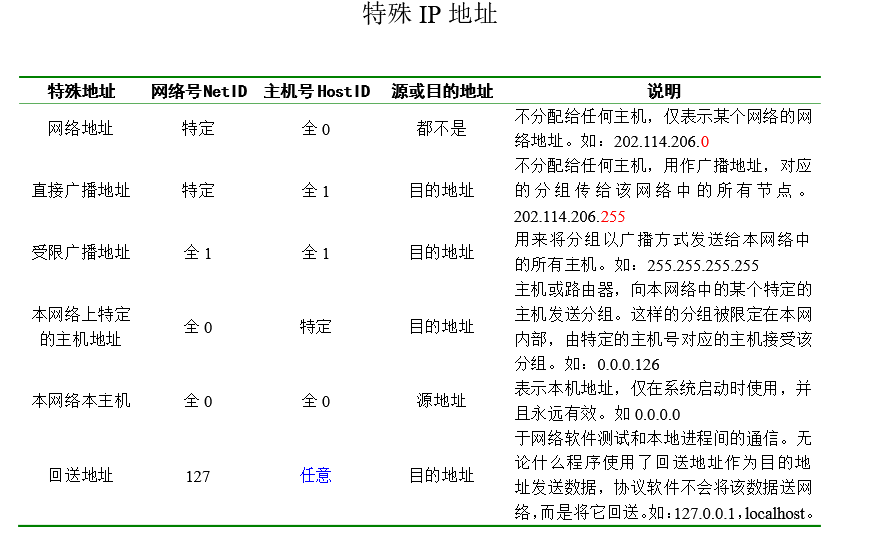 特殊 IP 地址
特殊地址 网络号NetID 主机号HostID 源或目的地址 说明
网络地址 特定 全 0 都不是 不分配给任何主机，仅表示某个网络的网
络地址。如：202.114.206.0
直接广播地址 特定 全 1 目的地址 不分配给任何主机，用作广播地址，对应
的分组传给该网络中的所有节点。
202.114.206.255
受限广播地址 全 1 全 1 目的地址 用来将分组以广播方式发送给本网络中
的所有主机。如：255.255.255.255
本网络上特定
的主机地址 全 0 特定 目的地址 主机或路由器，向本网络中的某个特定的
主机发送分组。这样的分组被限定在本网
内部，由特定的主机号对应的主机接受该
分组。如：0.0.0.126
本网络本主机 全 0 全 0 源地址 表示本机地址，仅在系统启动时使用，并
且永远有效。如 0.0.0.0
回送地址 127 任意 目的地址 于网络软件测试和本地进程间的通信。无
论什么程序使用了回送地址作为目的地
址发送数据，协议软件不会将该数据送网
络，而是将它回送。如：127.0.0.1，localhost。